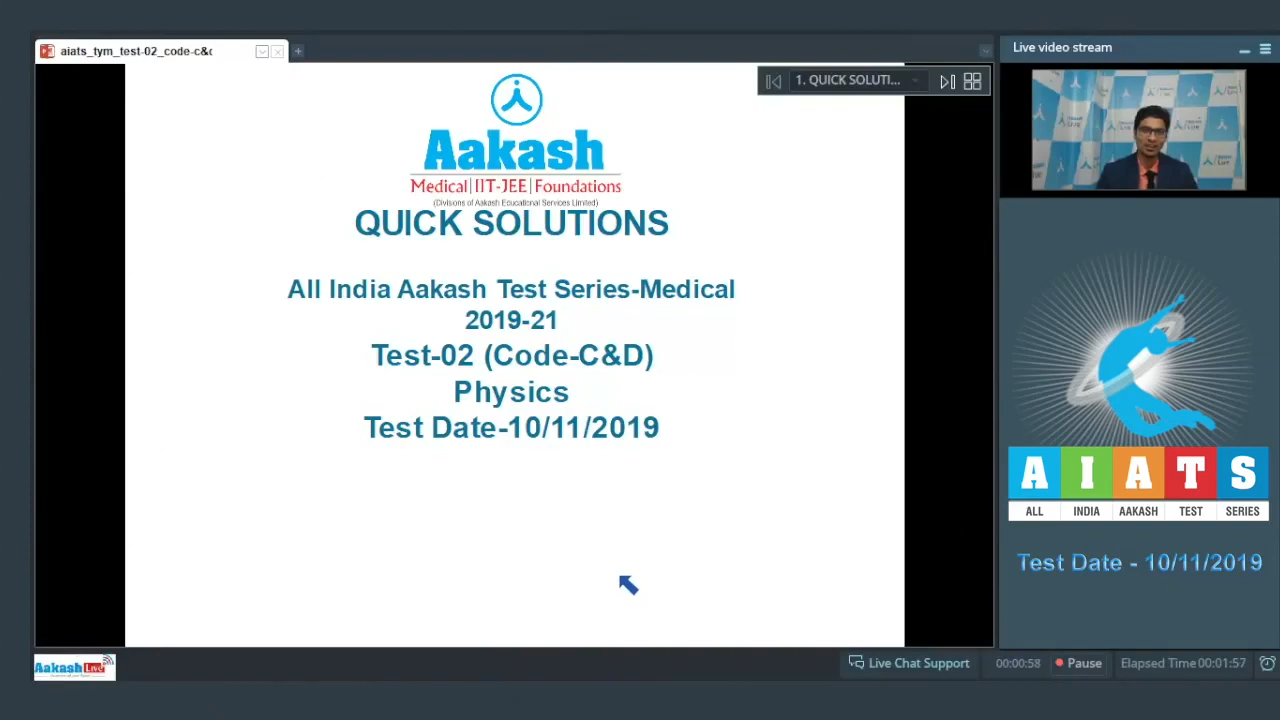 aiats_tym_test-02_code-c&d
Live video stream
1. QUICK SOLUTI...
Aakash
Medical|IIT-JEE|Foundations
(Divisions of Aakash Educational Services Limited)
QUICK SOLUTIONS
All India Aakash Test Series-Medical
2019-21
Test-02 (Code-C&D)
Physics
Test Date-10/11/2019
A I A T S
ALL INDIA AAKASH TEST SERIES
Test Date - 10/11/2019
Aakash Live
Live Chat Support
00:00:58
Pause
Elapsed Time 00:01:57